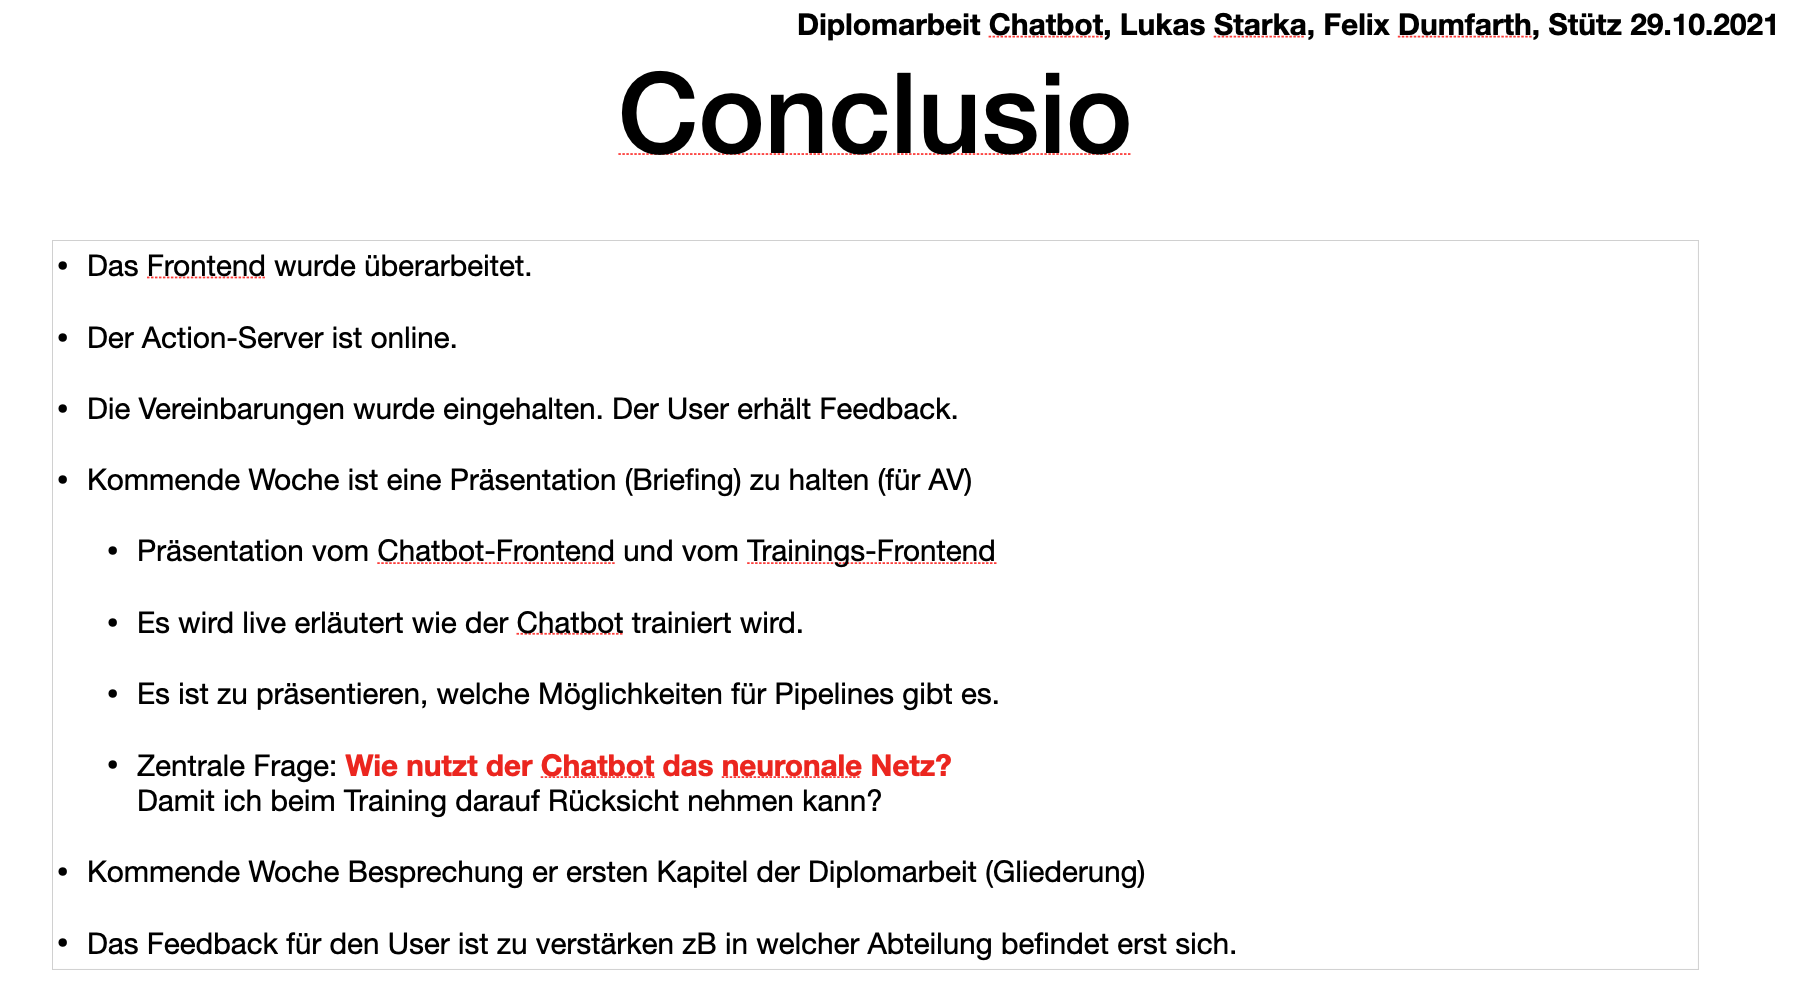 Diplomarbeit Chatbot, Lukas Starka, Felix Dumfarth, Stütz 29.10.2021
Conclusio
• Das Frontend wurde überarbeitet.
• Der Action-Server ist online.
• Die Vereinbarungen wurde eingehalten. Der User erhält Feedback.
• Kommende Woche ist eine Präsentation (Briefing) zu halten (für AV)
• Präsentation vom Chatbot-Frontend und vom Trainings-Frontend
• Es wird live erläutert wie der Chatbot trainiert wird.
• Es ist zu präsentieren, welche Möglichkeiten für Pipelines gibt es.
• Zentrale Frage: Wie nutzt der Chatbot das neuronale Netz?
Damit ich beim Training darauf Rücksicht nehmen kann?
• Kommende Woche Besprechung er ersten Kapitel der Diplomarbeit (Gliederung)
• Das Feedback für den User ist zu verstärken zB in welcher Abteilung befindet erst sich.